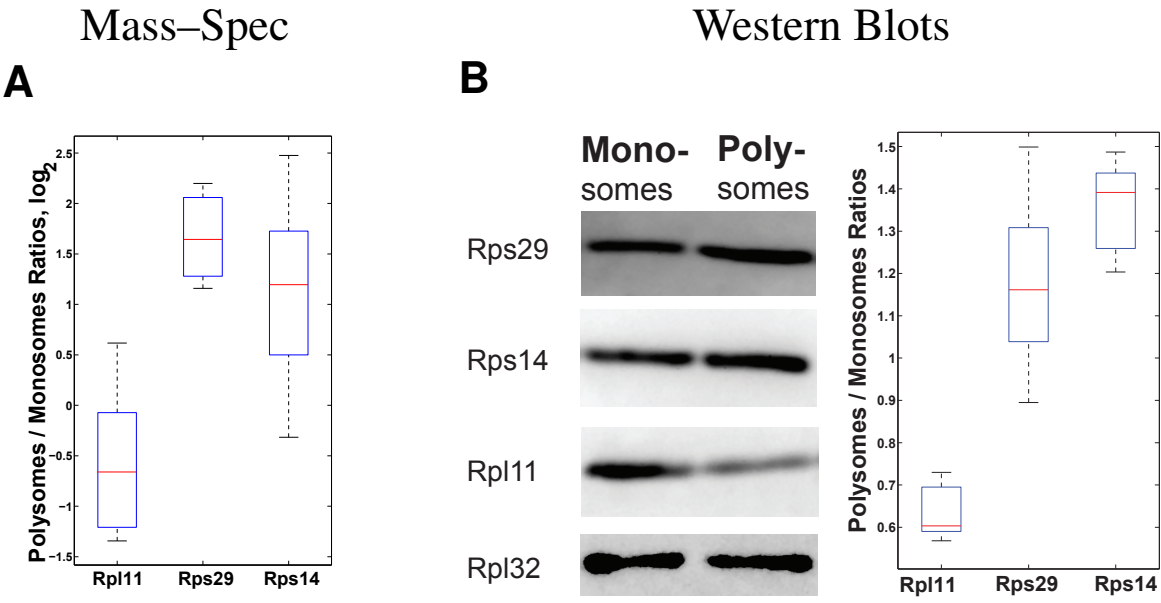 Mass–Spec
Western Blots
A
B
Polysomes / Monosomes Ratios, log2
2.5
2
1.5
1
0.5
0
−0.5
−1
−1.5
Rpl11 Rps29 Rps14
Mono- Poly-
somes somes
Rps29
Rps14
Rpl11
Rpl32
Polysomes / Monosomes Ratios
1.5
1.4
1.3
1.2
1.1
1
0.9
0.8
0.7
0.6
Rpl11 Rps29 Rps14